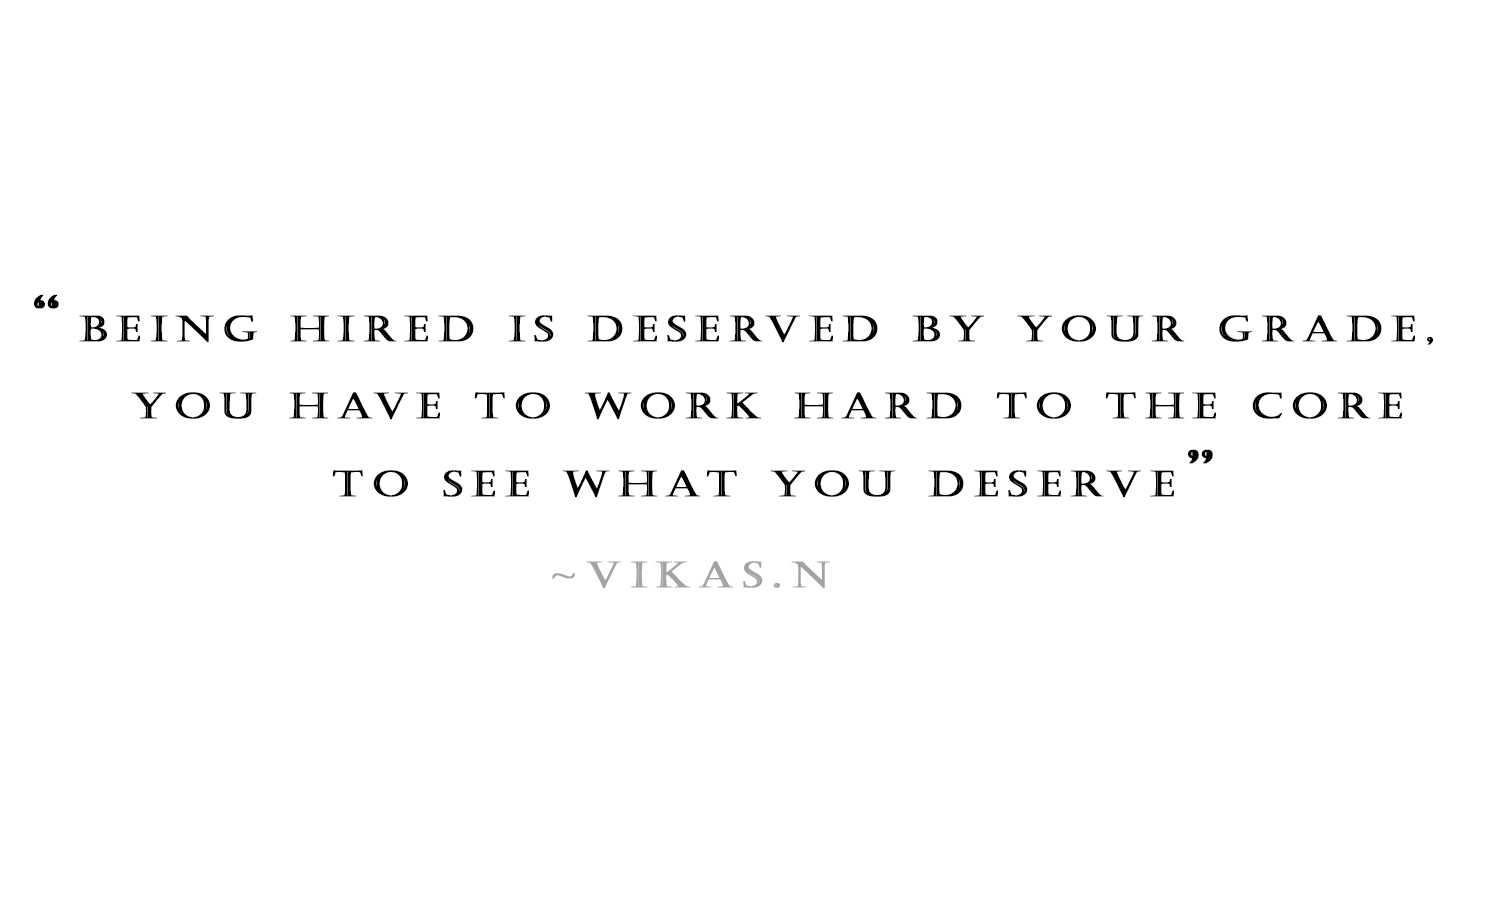 “ BEING HIRED IS DESERVED BY YOUR GRADE,
YOU HAVE TO WORK HARD TO THE CORE
TO SEE WHAT YOU DESERVE”
~VIKAS.N